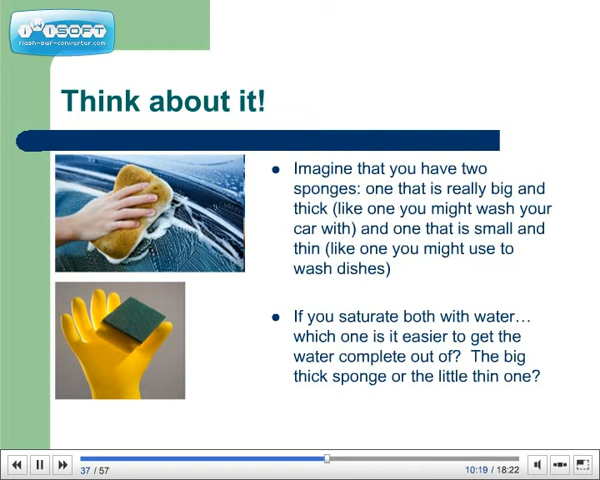 iWiSOFT
flash-swf-converter.com
Think about it!
Imagine that you have two
sponges: one that is really big and
thick (like one you might wash your
car with) and one that is small and
thin (like one you might use to
wash dishes)
If you saturate both with water…
which one is it easier to get the
water complete out of? The big
thick sponge or the little thin one?
37 / 57
10:19 / 18:22